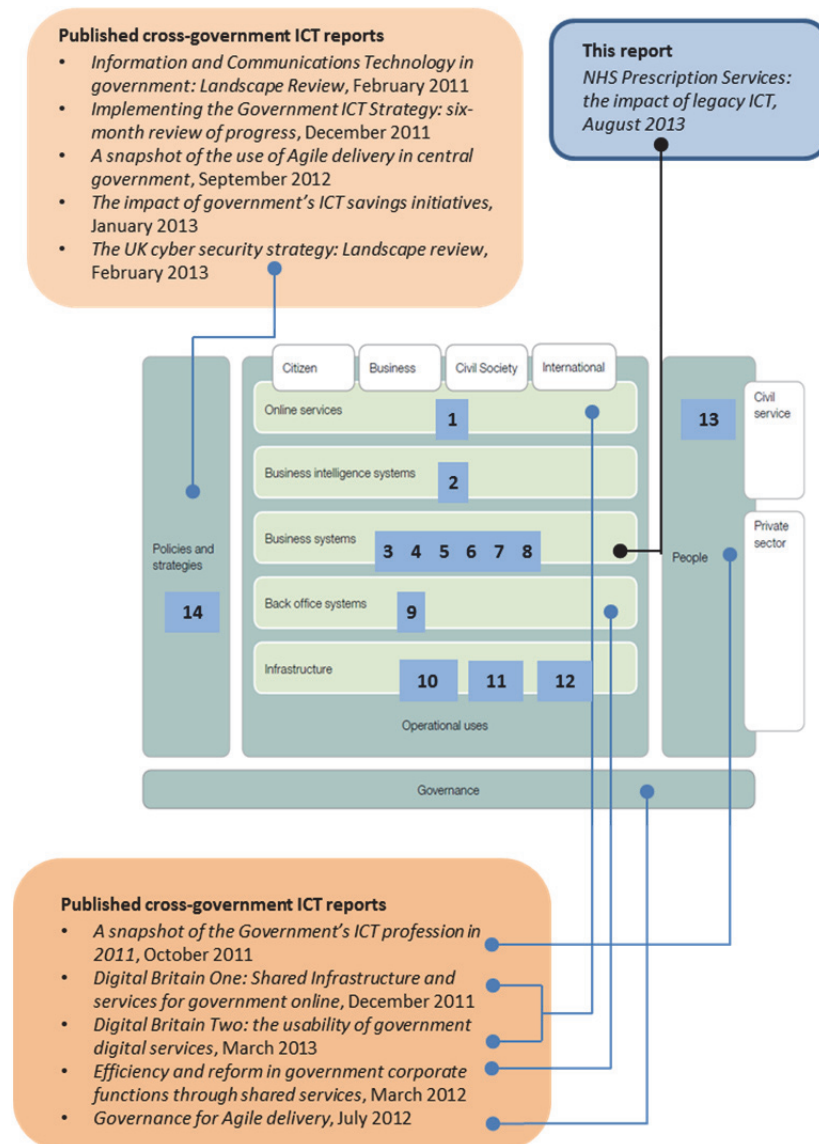 Published cross-government ICT reports
• Information and Communications Technology in
government: Landscape Review, February 2011
• Implementing the Government ICT Strategy: six-
month review of progress, December 2011
• A snapshot of the use of Agile delivery in central
government, September 2012
• The impact of government's ICT savings initiatives,
January 2013
• The UK cyber security strategy: Landscape review,
February 2013
This report
NHS Prescription Services:
the impact of legacy ICT,
August 2013
Citizen
Business
Civil Society
International
Online services
1
Business intelligence systems
2
Business systems
3 4 5 6 7 8
Back office systems
9
Infrastructure
10
11
12
Operational uses
Policies and
strategies
14
13
People
Civil
service
Private
sector
Governance
Published cross-government ICT reports
• A snapshot of the Government's ICT profession in
2011, October 2011
• Digital Britain One: Shared Infrastructure and
services for government online, December 2011
• Digital Britain Two: the usability of government
digital services, March 2013
• Efficiency and reform in government corporate
functions through shared services, March 2012
• Governance for Agile delivery, July 2012